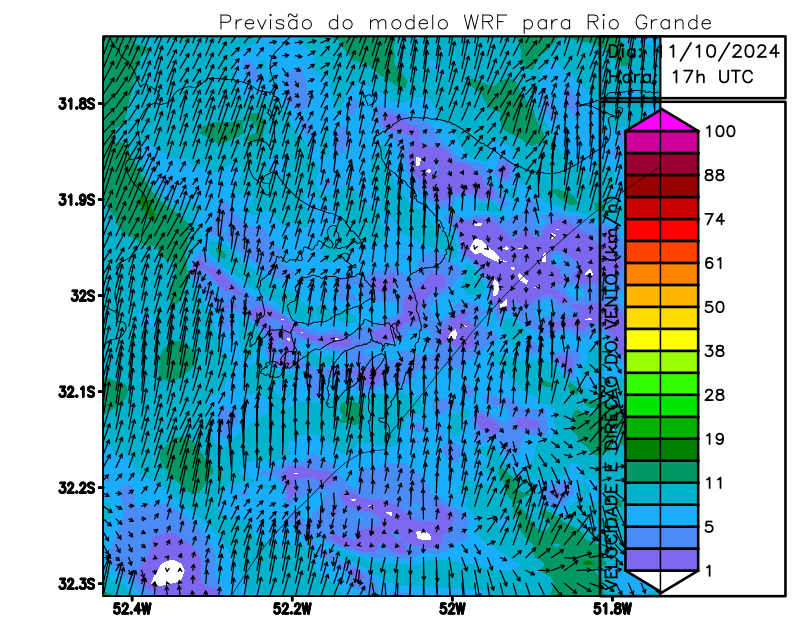 Previsão do modelo WRF para Rio Grande
Dia: 11/10/2024
Hora: 17h UTC
31.8S
31.9S
32S
32.1S
32.2S
32.3S
52.4W
52.2W
52W
51.8W
VELOCIDADE E DIREÇÃO DO VENTO (km/h)
100
88
74
61
50
38
28
19
11
5
1